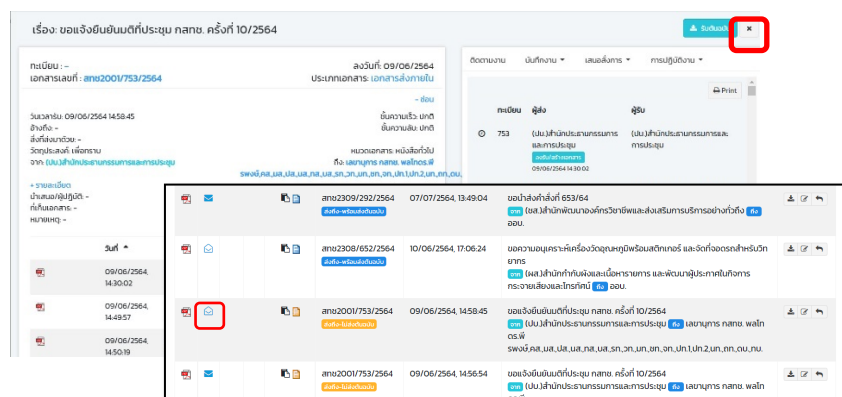 เรื่อง: ขอแจ้งยืนยันมติที่ประชุม กสทช. ครั้งที่ 10/2564
รับต้นฉบับ ×
ทะเบียน : -
ลงวันที่: 09/06/2564
เอกสารเลขที่ : สทช2001/753/2564
ประเภทเอกสาร: เอกสารส่งภายใน
- ซ่อน
วันเวลารับ: 09/06/2564 14:58:45
ชั้นความเร็ว: ปกติ
อ้างถึง: -
ชั้นความลับ: ปกติ
สิ่งที่ส่งมาด้วย: -
วัตถุประสงค์: เพื่อทราบ
หมวดเอกสาร: หนังสือทั่วไป
จาก: (ปม.)สำนักประธานกรรมการและการประชุม
ถึง: เลขานุการ กสทช. พลโทดร.พี
+ รายละเอียด
นำเสนอ/ผู้ปฏิบัติ: -
ที่เก็บเอกสาร: -
หมายเหตุ: -
วันที่
09/06/2564, 14:30:02
09/06/2564, 14:49:57
09/06/2564, 14:50:19
ติดตามงาน บันทึกงาน เสนอสั่งการ การปฏิบัติงาน
Print
ทะเบียน ผู้ส่ง ผู้รับ
753 (ปม.)สำนักประธานกรรมการและการประชุม (ปม.)สำนักประธานกรรมการและการประชุม
09/06/2564 14:30:02
สทช2309/292/2564 07/07/2564, 13:49:04 ขอนำส่งคำสั่งที่ 653/64
ส่งถึง-พร้อมส่งต้นฉบับ
จาก (ชส.)สำนักพัฒนาองค์กรวิชาชีพและส่งเสริมการบริการอย่างทั่วถึง ถึง
ออบ.
สทช2308/652/2564 10/06/2564, 17:06:24 ขอความอนุเคราะห์เครื่องวัดอุณหภูมิพร้อมสติกเกอร์ และจัดที่จอดรถสำหรับวิท
ยากร
ส่งถึง-พร้อมส่งต้นฉบับ
จาก (ผส.)สำนักกำกับผังและเนื้อหารายการ และพัฒนาผู้ประกาศในกิจการ
กระจายเสียงและโทรทัศน์ ถึง ออบ.
สทช2001/753/2564 09/06/2564, 14:58:45 ขอแจ้งยืนยันมติที่ประชุม กสทช. ครั้งที่ 10/2564
ส่งถึง-ไม่ส่งต้นฉบับ
จาก (ปม.)สำนักประธานกรรมการและการประชุม ถึง เลขานุการ กสทช. พลโท
ดร.พี
สทช2001/753/2564 09/06/2564, 14:56:54 ขอแจ้งยืนยันมติที่ประชุม กสทช. ครั้งที่ 10/2564
ส่งถึง-ไม่ส่งต้นฉบับ
จาก (ปม.)สำนักประธานกรรมการและการประชุม ถึง เลขานุการ กสทช. พลโท